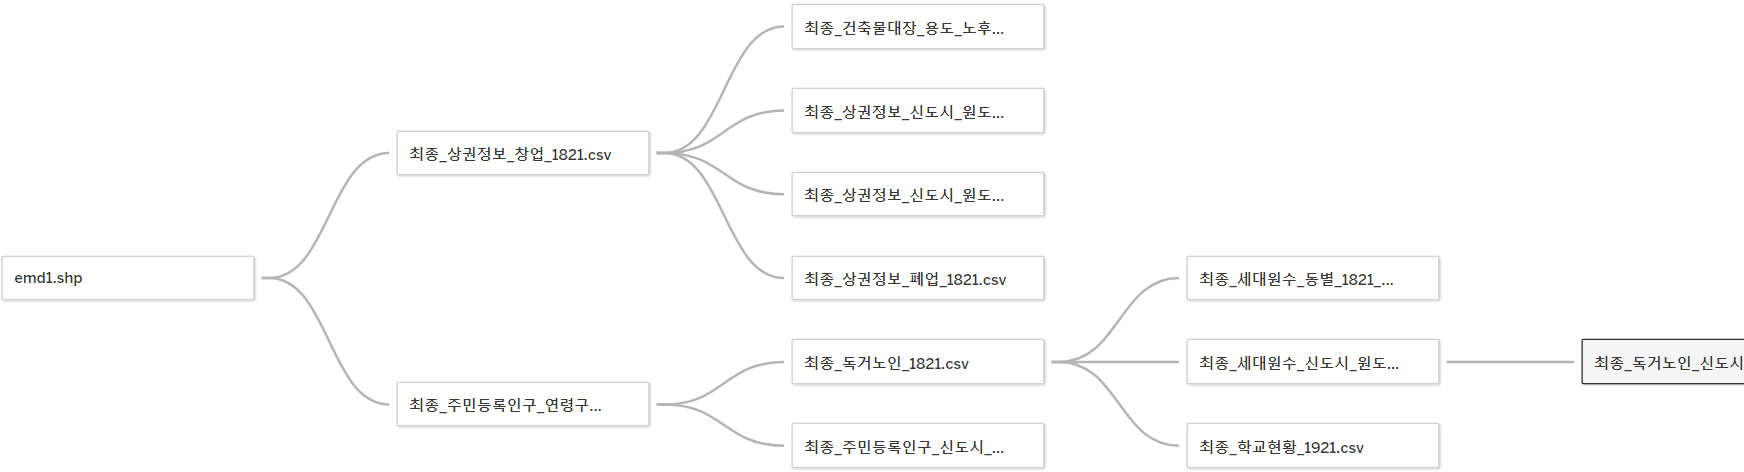 최종_건축물대장_용도_노후...
최종_상권정보_신도시_원도...
최종_상권정보_창업_1821.csv
최종_상권정보_신도시_원도...
emd1.shp
최종_상권정보_폐업_1821.csv
최종_세대원수_동별_1821_...
최종_독거노인_1821.csv
최종_세대원수_신도시_원도...
최종_독거노인_신도시
최종_주민등록인구_연령구...
최종_주민등록인구_신도시_...
최종_학교현황_1921.csv